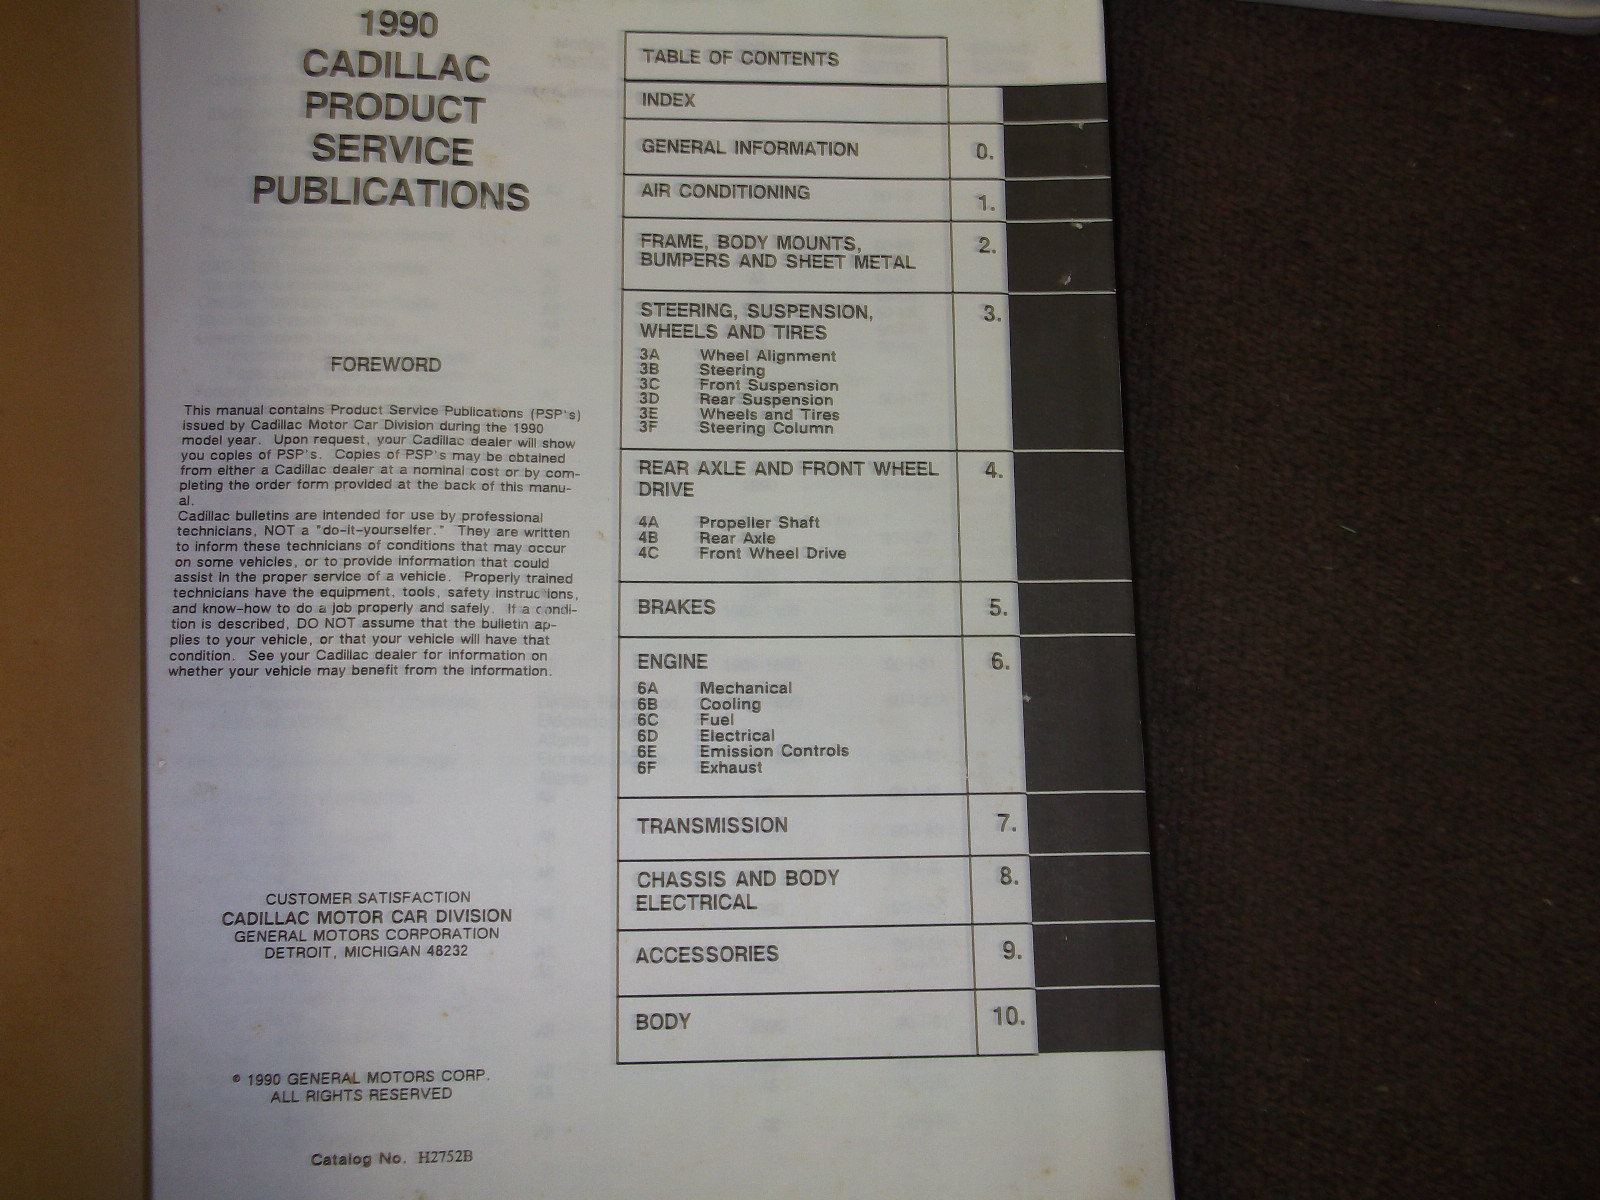 1990
CADILLAC
PRODUCT
SERVICE
PUBLICATIONS
FOREWORD
This manual contains Product Service Publications (PSP's)
issued by Cadillac Motor Car Division during the 1990
model year. Upon request, your Cadillac dealer will show
you copies of PSP's. Copies of PSP's may be obtained
from either a Cadillac dealer at a nominal cost or by com-
pleting the order form provided at the back of this manu-
al.
Cadillac bulletins are intended for use by professional
technicians, NOT a "do-it-yourselfer." They are written
to inform these technicians of conditions that may occur
on some vehicles, or to provide information that could
assist in the proper service of a vehicle. Properly trained
technicians have the equipment, tools, safety instructions,
and know-how to do a job properly and safely. If a condi-
tion is described, DO NOT assume that the bulletin ap-
plies to your vehicle, or that your vehicle will have that
condition. See your Cadillac dealer for information on
whether your vehicle may benefit from the information.
CUSTOMER SATISFACTION
CADILLAC MOTOR CAR DIVISION
GENERAL MOTORS CORPORATION
DETROIT, MICHIGAN 48232
© 1990 GENERAL MOTORS CORP.
ALL RIGHTS RESERVED
Catalog No. H2752B
TABLE OF CONTENTS
INDEX
GENERAL INFORMATION 0.
AIR CONDITIONING 1.
FRAME, BODY MOUNTS, 2.
BUMPERS AND SHEET METAL
STEERING, SUSPENSION, 3.
WHEELS AND TIRES
3A Wheel Alignment
3B Steering
3C Front Suspension
3D Rear Suspension
3E Wheels and Tires
3F Steering Column
REAR AXLE AND FRONT WHEEL 4.
DRIVE
4A Propeller Shaft
4B Rear Axle
4C Front Wheel Drive
BRAKES 5.
ENGINE 6.
6A Mechanical
6B Cooling
6C Fuel
6D Electrical
6E Emission Controls
6F Exhaust
TRANSMISSION 7.
CHASSIS AND BODY 8.
ELECTRICAL
ACCESSORIES 9.
BODY 10.